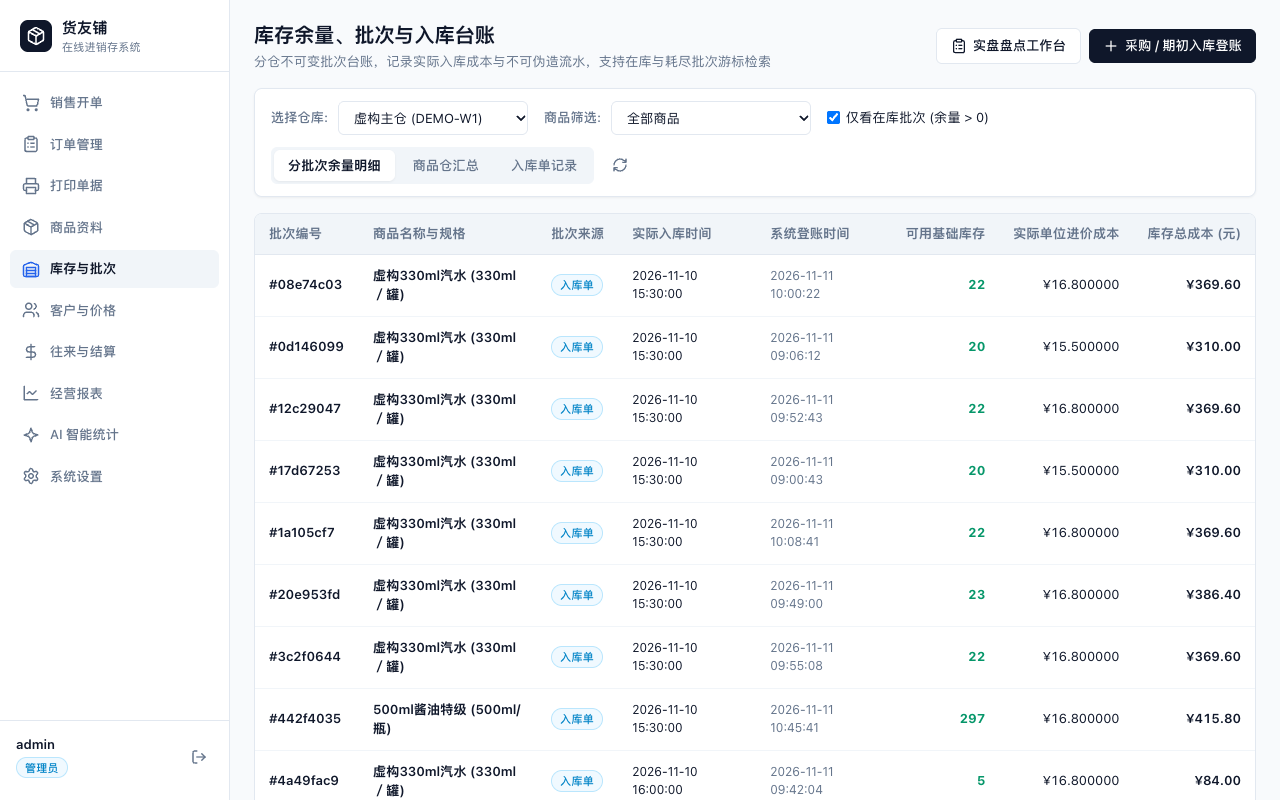 货友铺
在线进销存系统
销售开单
订单管理
打印单据
商品资料
库存与批次
客户与价格
往来与结算
经营报表
AI 智能统计
系统设置
admin
管理员
库存余量、批次与入库台账
分仓不可变批次台账，记录实际入库成本与不可伪造流水，支持在库与耗尽批次游标检索
实盘盘点工作台
采购 / 期初入库登账
选择仓库: 虚构主仓 (DEMO-W1) 商品筛选: 全部商品 仅看在库批次 (余量 > 0)
分批次余量明细 商品仓汇总 入库单记录
批次编号 商品名称与规格 批次来源 实际入库时间 系统登账时间 可用基础库存 实际单位进价成本 库存总成本 (元)
#08e74c03 虚构330ml汽水 (330ml / 罐) 入库单 2026-11-10 15:30:00 2026-11-11 10:00:22 22 ¥16.800000 ¥369.60
#0d146099 虚构330ml汽水 (330ml / 罐) 入库单 2026-11-10 15:30:00 2026-11-11 09:06:12 20 ¥15.500000 ¥310.00
#12c29047 虚构330ml汽水 (330ml / 罐) 入库单 2026-11-10 15:30:00 2026-11-11 09:52:43 22 ¥16.800000 ¥369.60
#17d67253 虚构330ml汽水 (330ml / 罐) 入库单 2026-11-10 15:30:00 2026-11-11 09:00:43 20 ¥15.500000 ¥310.00
#1a105cf7 虚构330ml汽水 (330ml / 罐) 入库单 2026-11-10 15:30:00 2026-11-11 10:08:41 22 ¥16.800000 ¥369.60
#20e953fd 虚构330ml汽水 (330ml / 罐) 入库单 2026-11-10 15:30:00 2026-11-11 09:49:00 23 ¥16.800000 ¥386.40
#3c2f0644 虚构330ml汽水 (330ml / 罐) 入库单 2026-11-10 15:30:00 2026-11-11 09:55:08 22 ¥16.800000 ¥369.60
#442f4035 500ml酱油特级 (500ml/瓶) 入库单 2026-11-10 15:30:00 2026-11-11 10:45:41 297 ¥16.800000 ¥415.80
#4a49fac9 虚构330ml汽水 (330ml / 罐) 入库单 2026-11-10 16:00:00 2026-11-11 09:42:04 5 ¥16.800000 ¥84.00